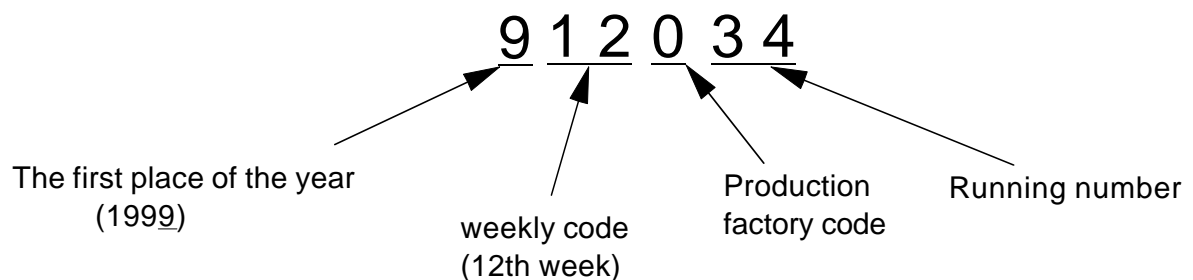 9 1 2 0 3 4
The first place of the year
(1999)
weekly code
(12th week)
Production
factory code
Running number